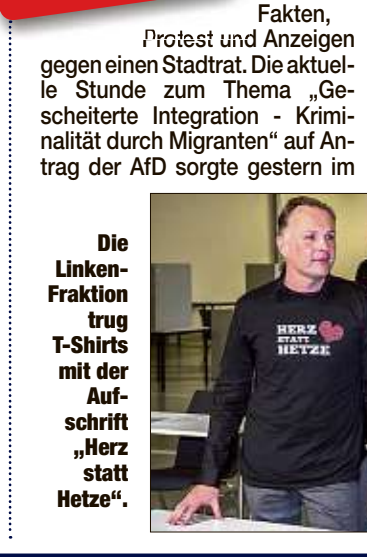 Fakten,
Protest und Anzeigen
gegen einen Stadtrat. Die aktuel-
le Stunde zum Thema „Ge-
scheiterte Integration - Krimi-
nalität durch Migranten“ auf An-
trag der AfD sorgte gestern im
Die
Linken-
Fraktion
trug
T-Shirts
mit der
Auf-
schrift
„Herz
statt
Hetze“.
HERZ
STATT
HETZE